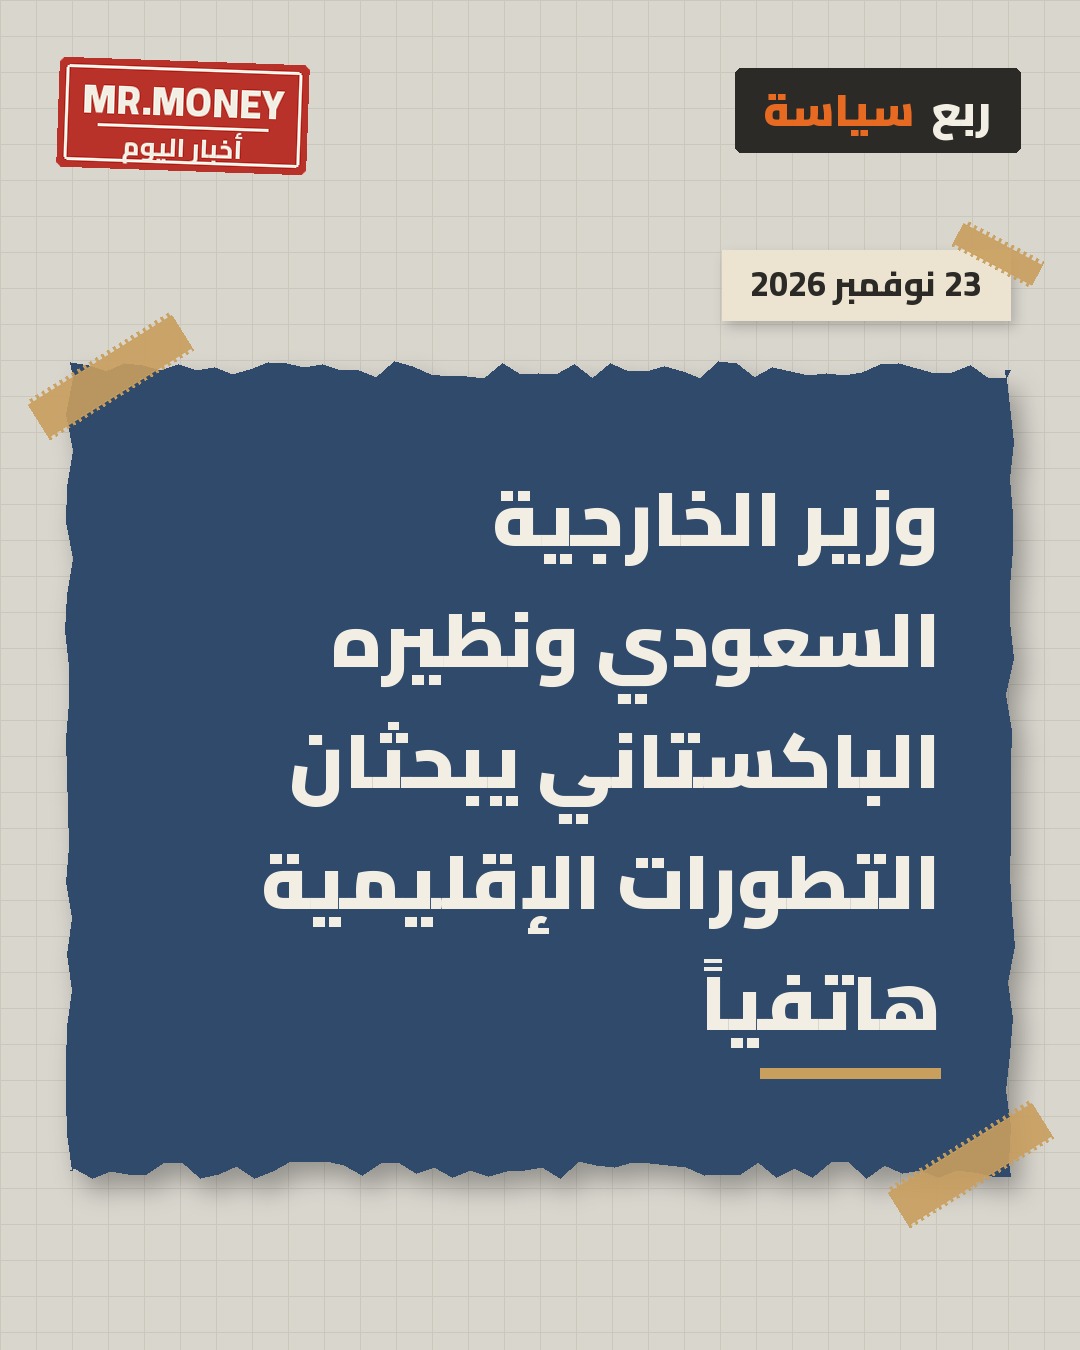 MR.MONEY
أخبار اليوم
ربع سياسة
23 نوفمبر 2026
وزير الخارجية
السعودي ونظيره
الباكستاني يبحثان
التطورات الإقليمية
هاتفياً